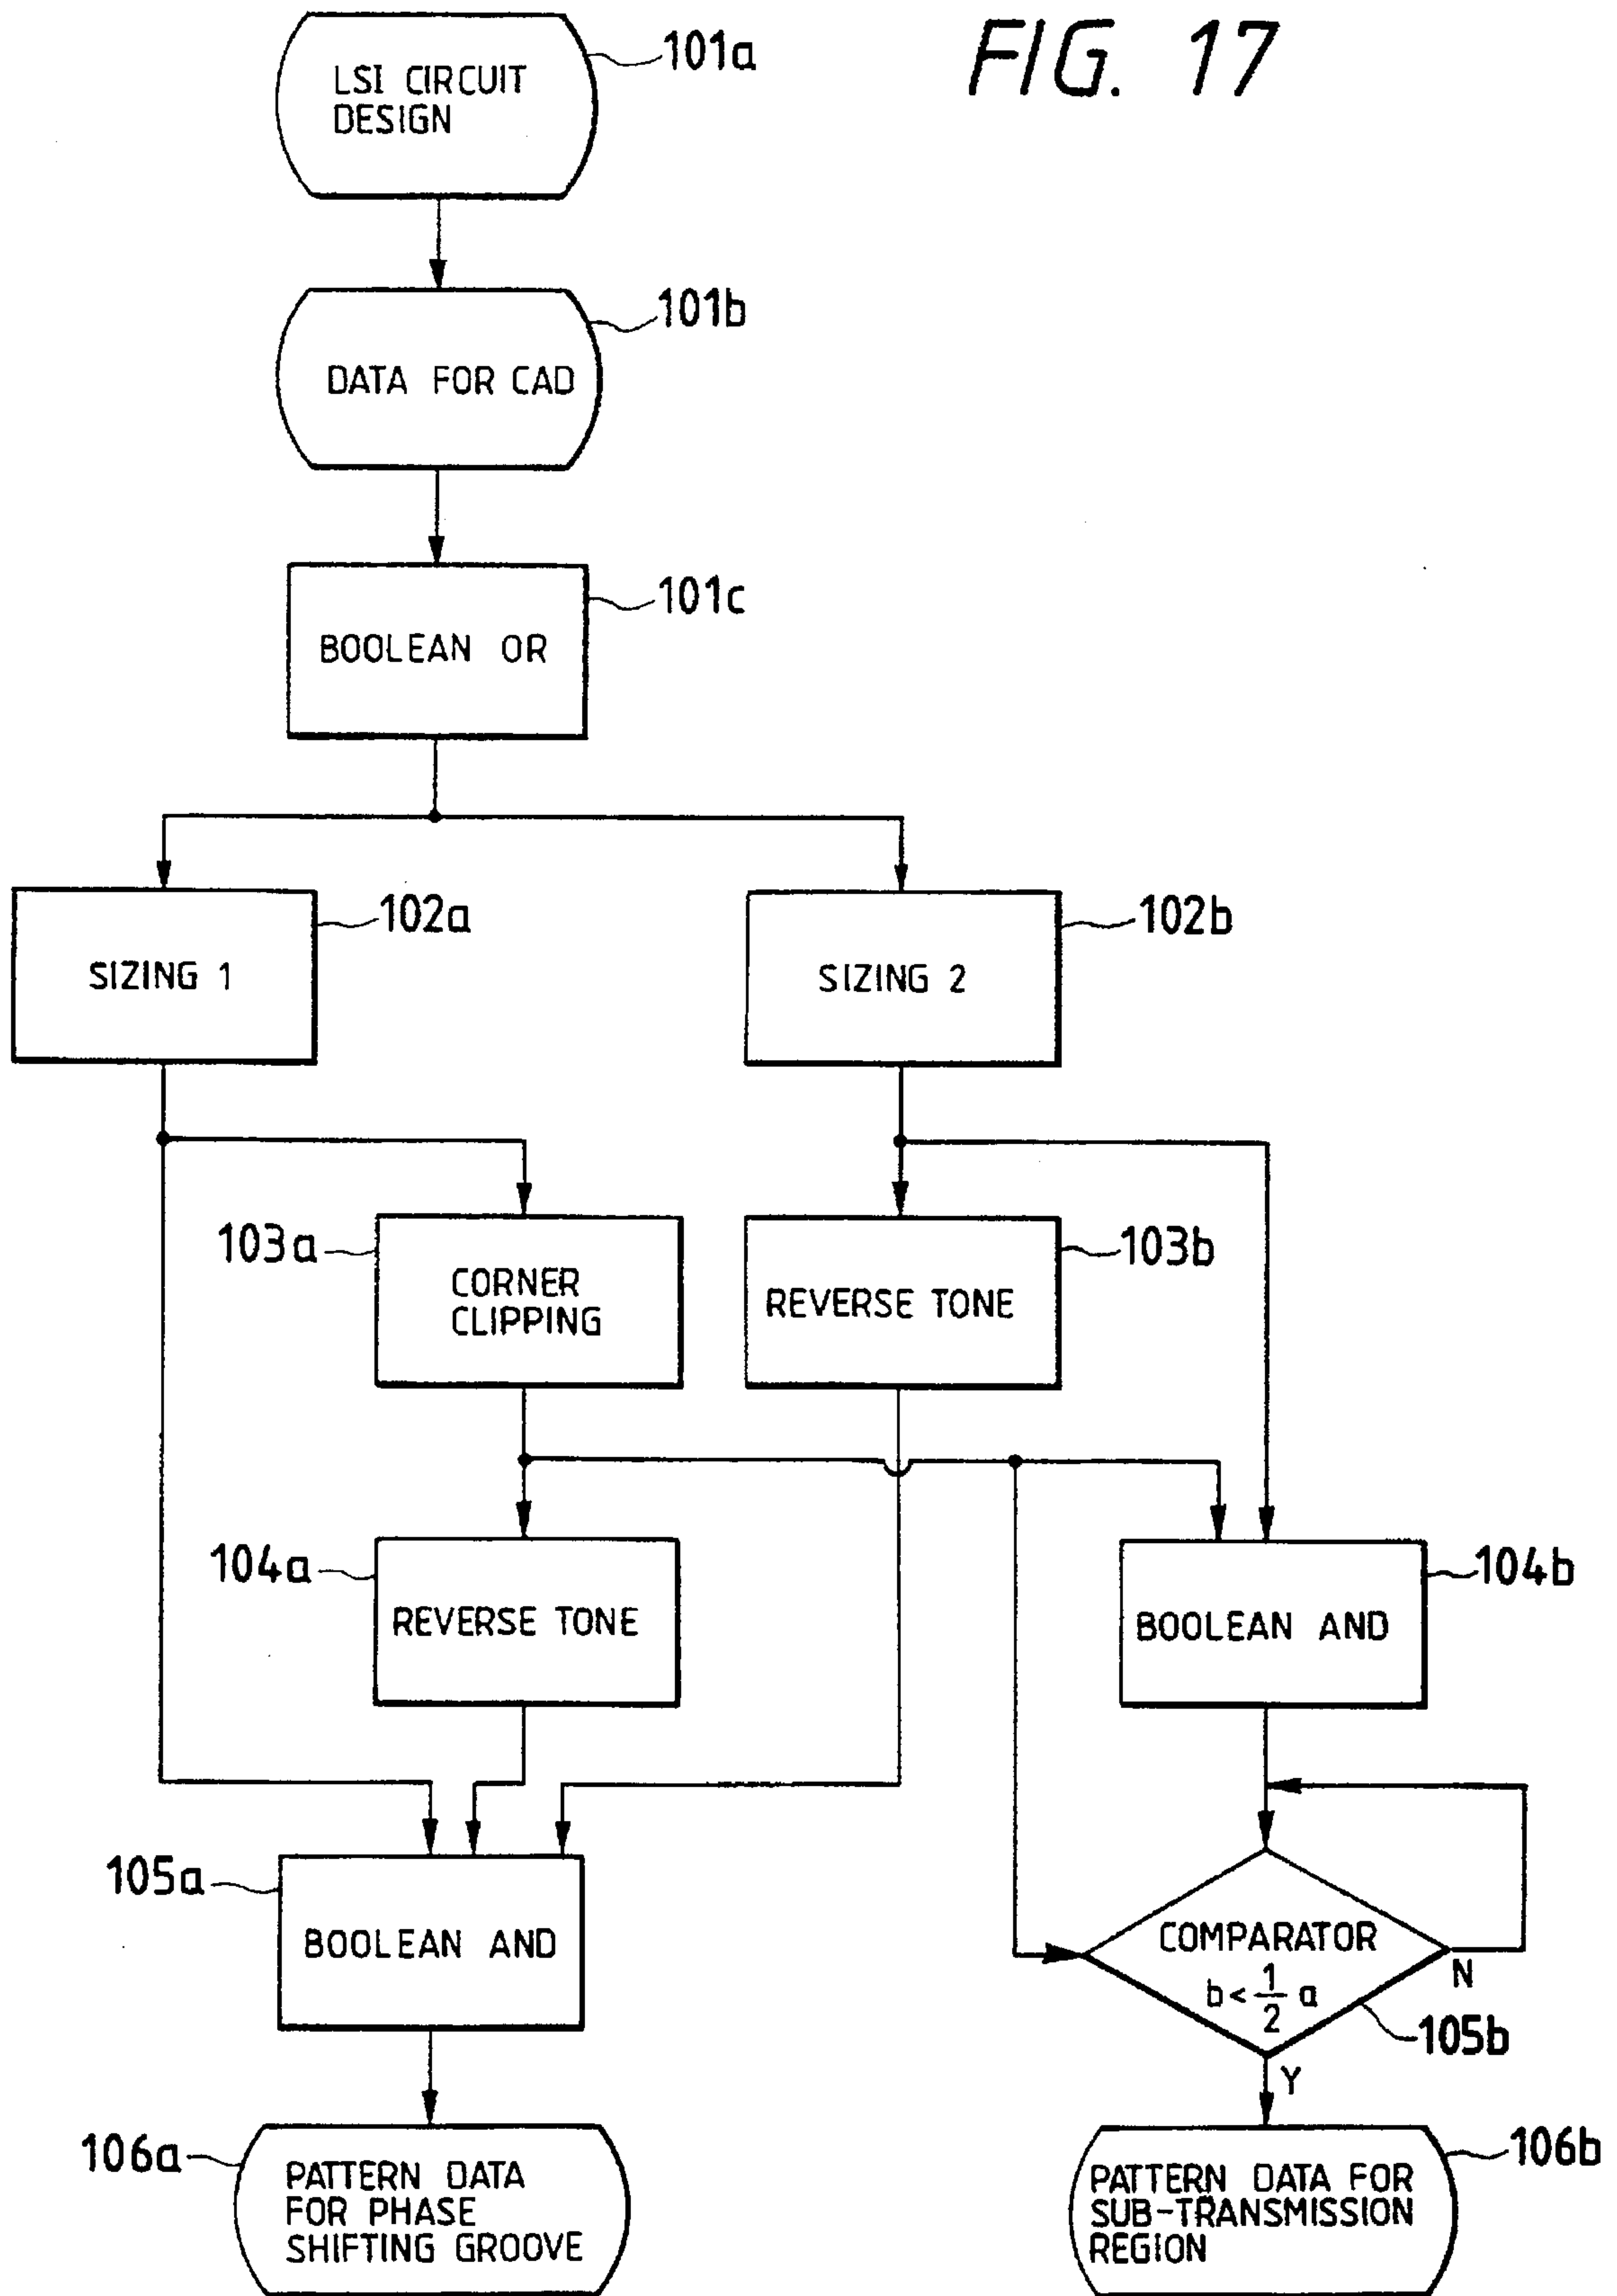 FIG. 17
101a
LSI CIRCUIT
DESIGN
101b
DATA FOR CAD
101c
BOOLEAN OR
102a
SIZING 1
102b
SIZING 2
103a
CORNER
CLIPPING
103b
REVERSE TONE
104a
REVERSE TONE
104b
BOOLEAN AND
105a
BOOLEAN AND
COMPARATOR
b < 1/2 a
N
105b
Y
106a
PATTERN DATA
FOR PHASE
SHIFTING GROOVE
106b
PATTERN DATA FOR
SUB-TRANSMISSION
REGION